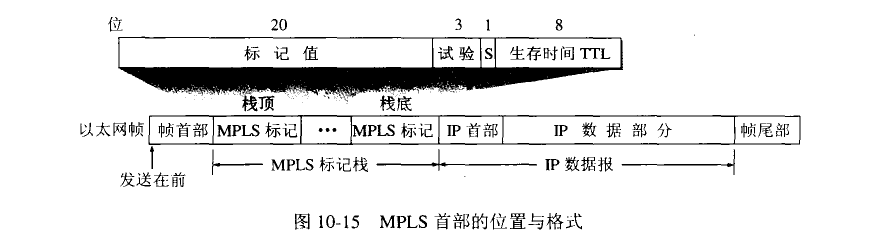 位 20 3 1 8
标 记 值 试 验 S 生存时间 TTL
栈顶 栈底
以太网帧 帧首部 MPLS 标记 ••• MPLS 标记 IP 首部 IP 数 据 部 分 帧尾部
发送在前 MPLS 标记栈 IP 数据报
图 10-15 MPLS 首部的位置与格式